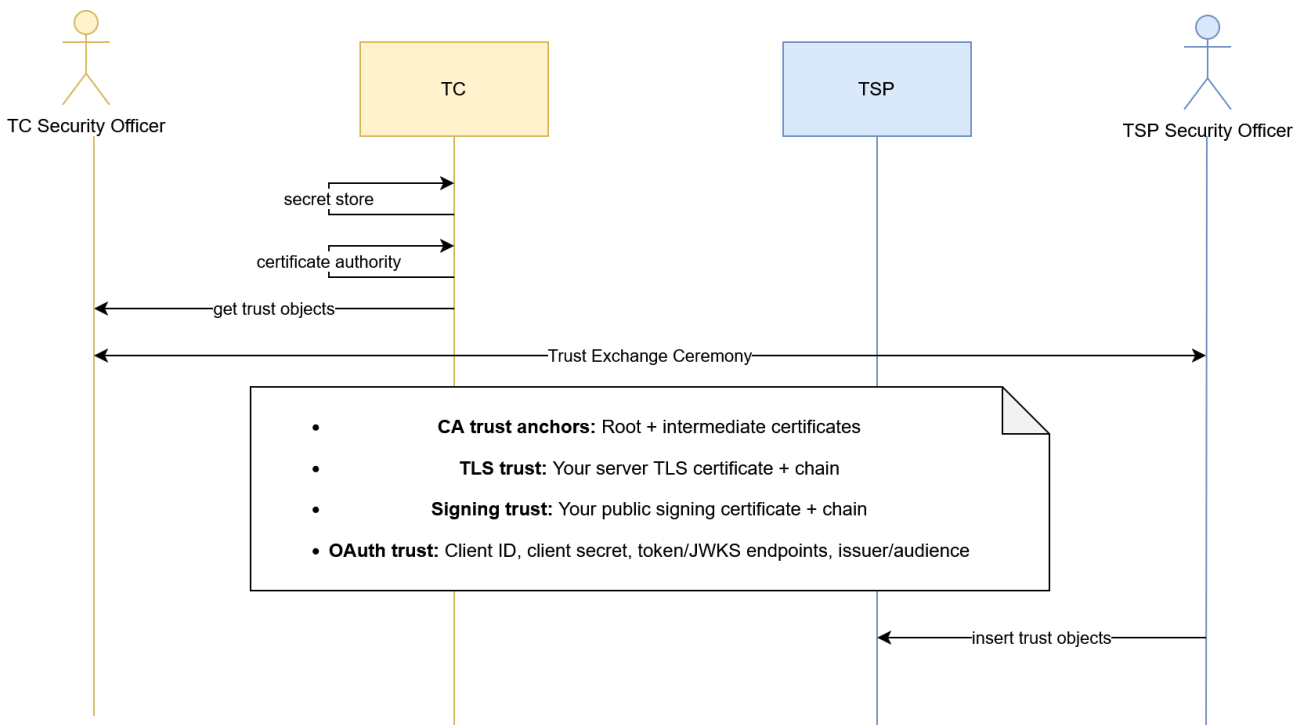 TC Security Officer
TC
TSP
TSP Security Officer
secret store
certificate authority
get trust objects
Trust Exchange Ceremony
• CA trust anchors: Root + intermediate certificates
• TLS trust: Your server TLS certificate + chain
• Signing trust: Your public signing certificate + chain
• OAuth trust: Client ID, client secret, token/JWKS endpoints, issuer/audience
insert trust objects